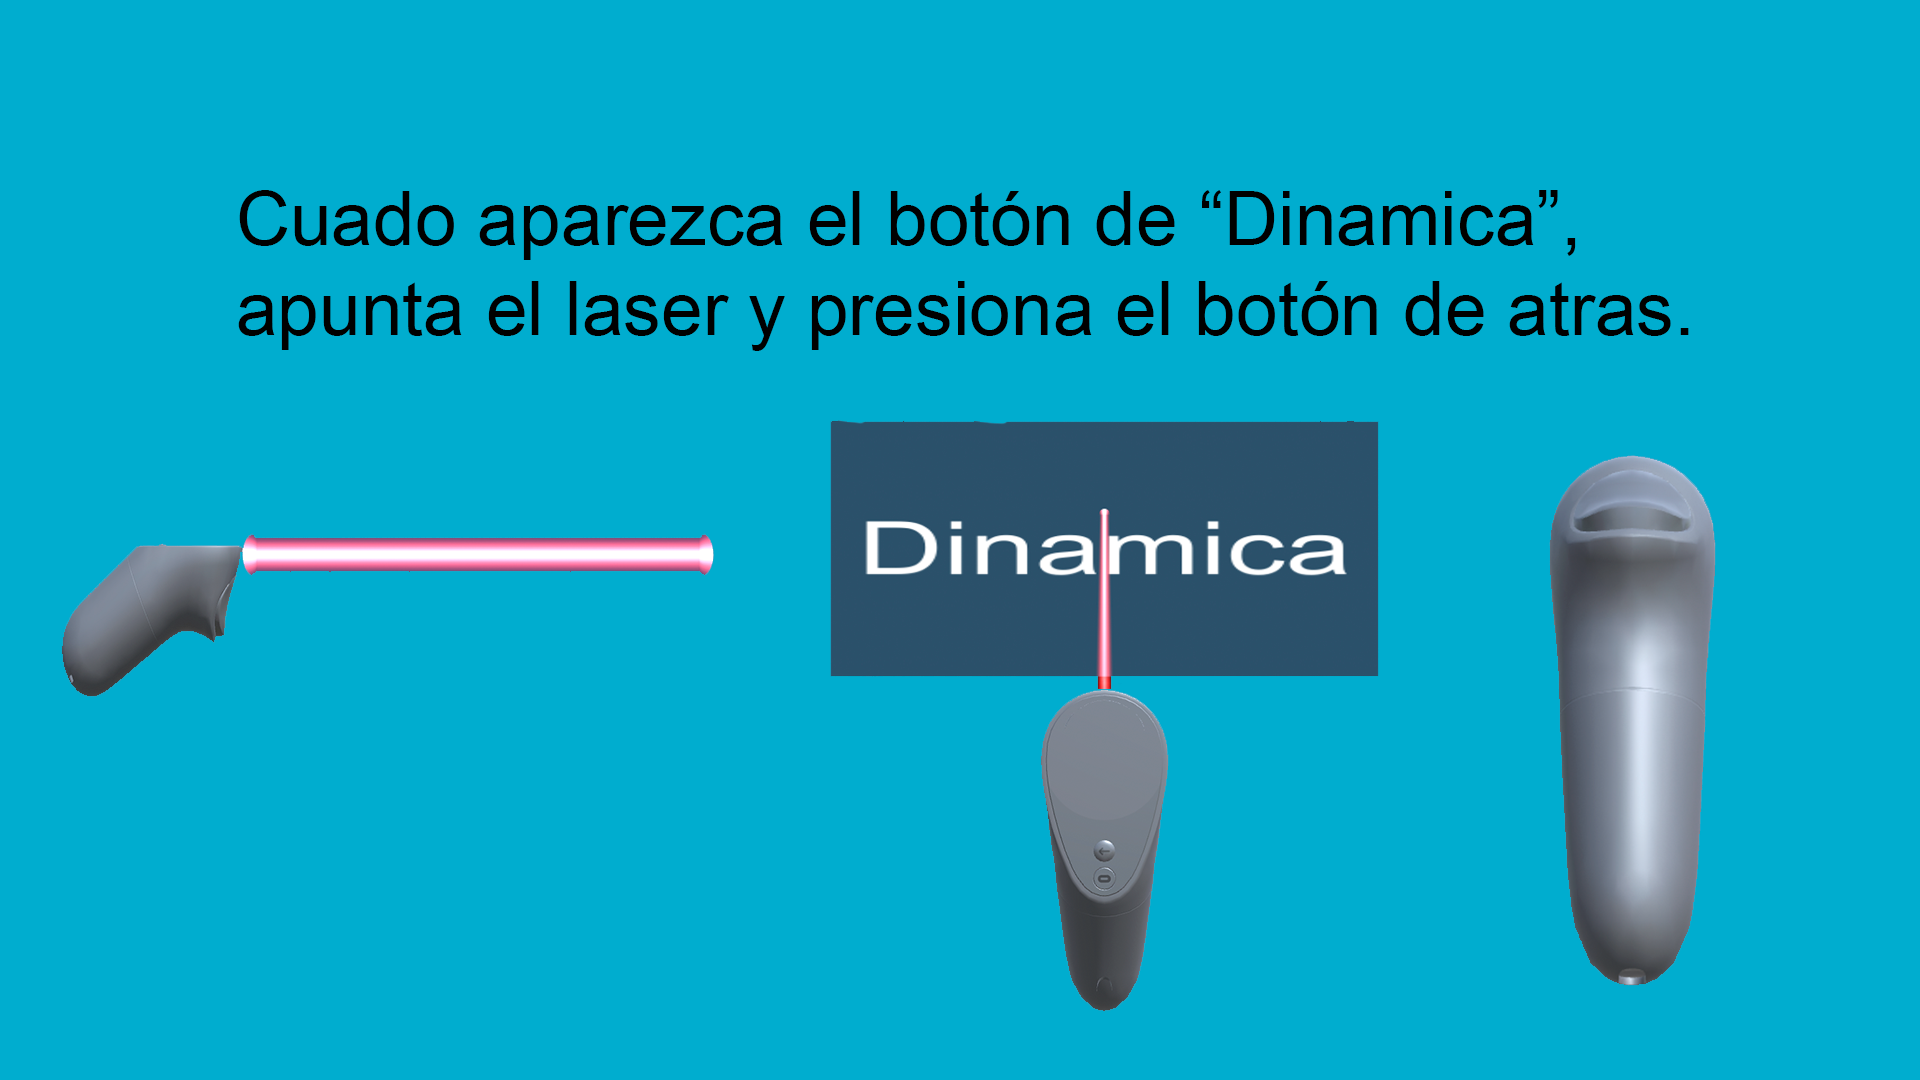 Cuado aparezca el botón de “Dinamica”,
apunta el laser y presiona el botón de atras.
Dinamica